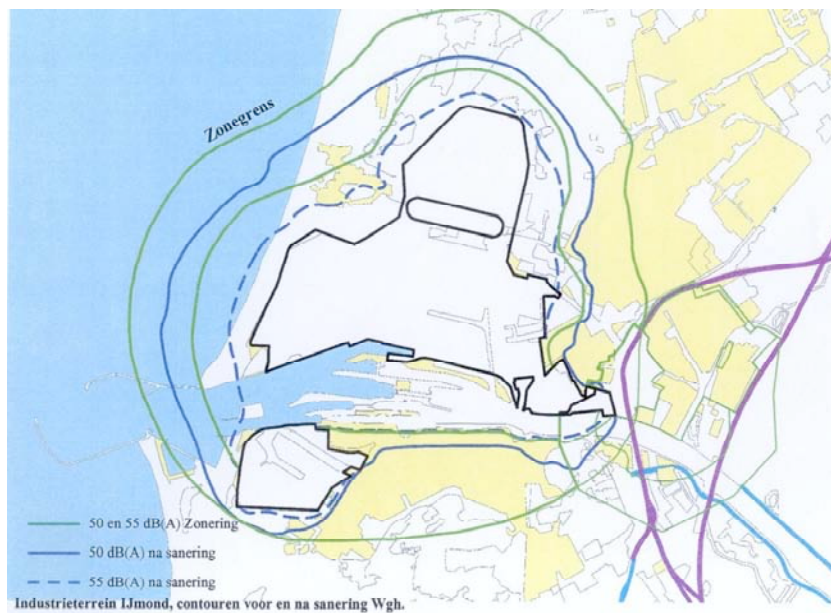 Zonegrens
50 en 55 dB(A) Zonering
50 dB(A) na sanering
55 dB(A) na sanering
Industrieterrein IJmond, contouren voor en na sanering Wgh.